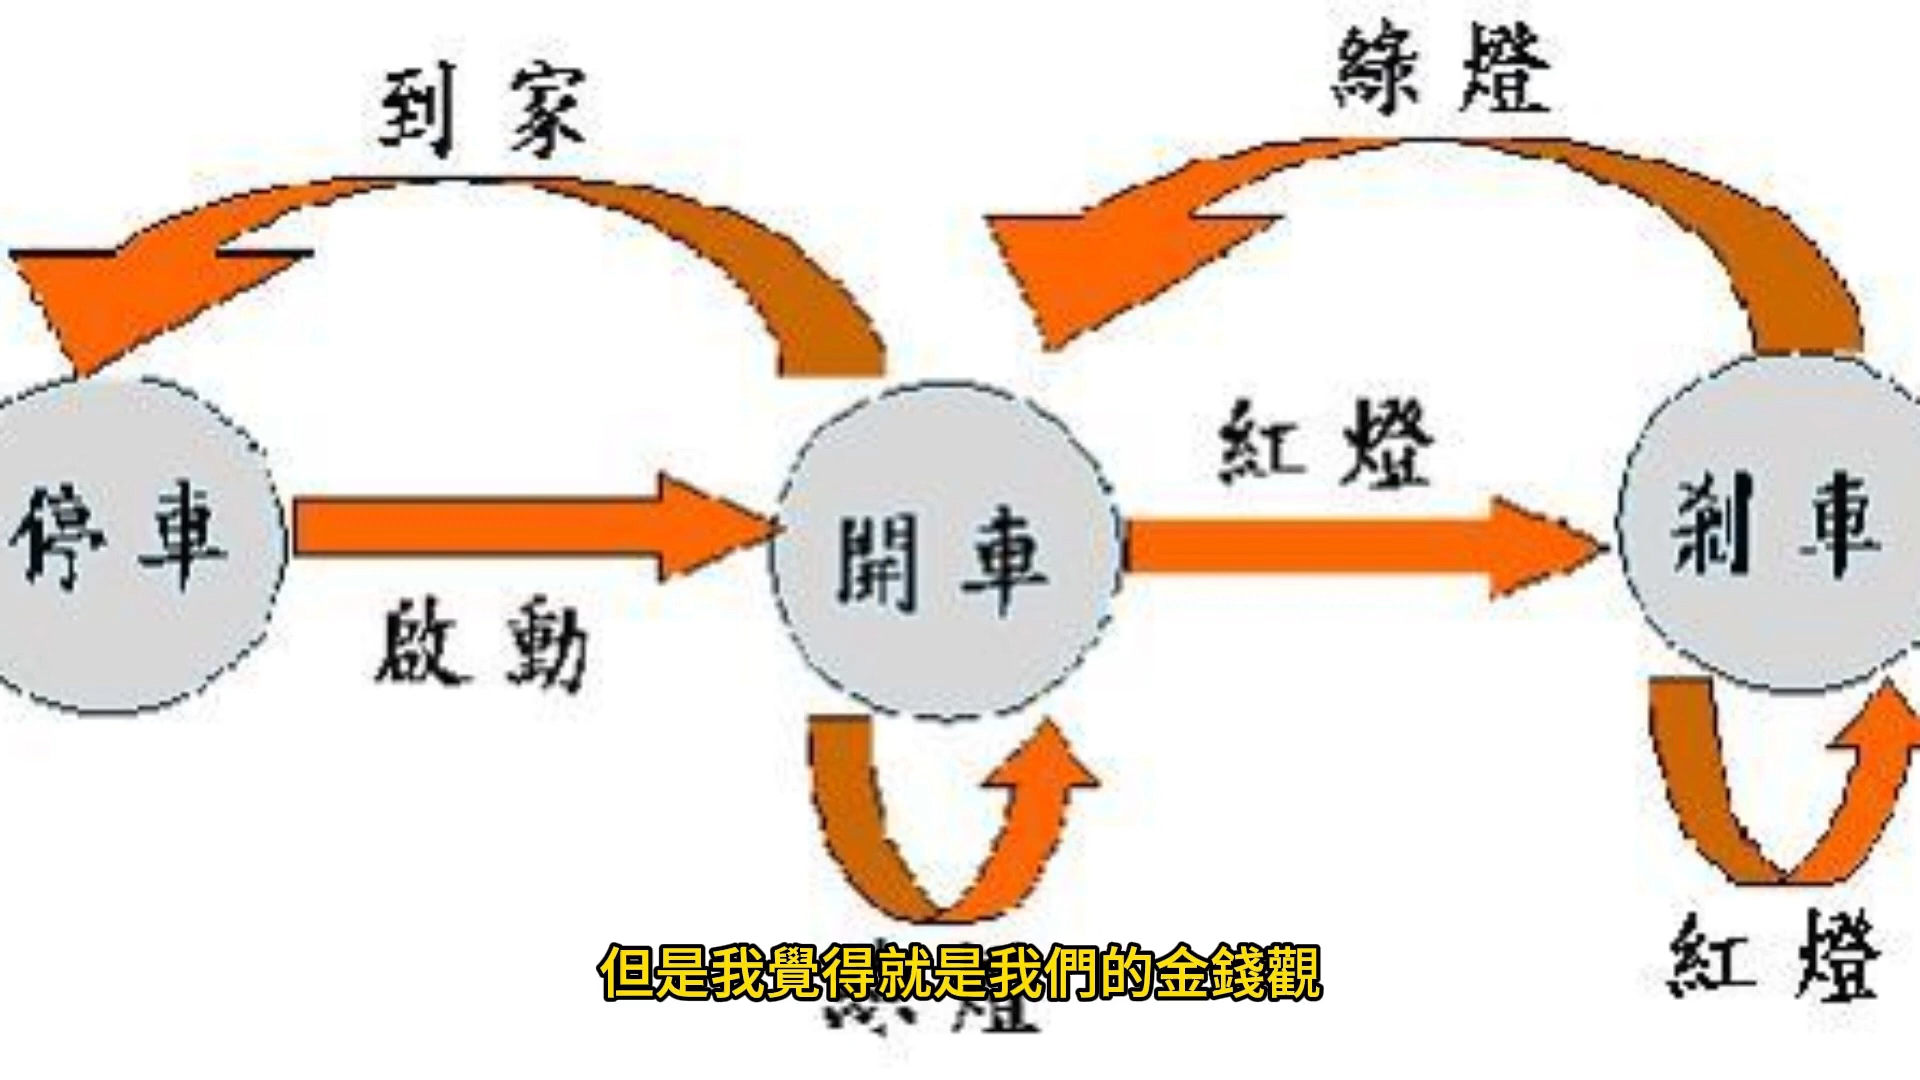 綠燈
到家
紅燈
停車
開車
剎車
啟動
紅燈
但是我覺得就是我們的金錢觀